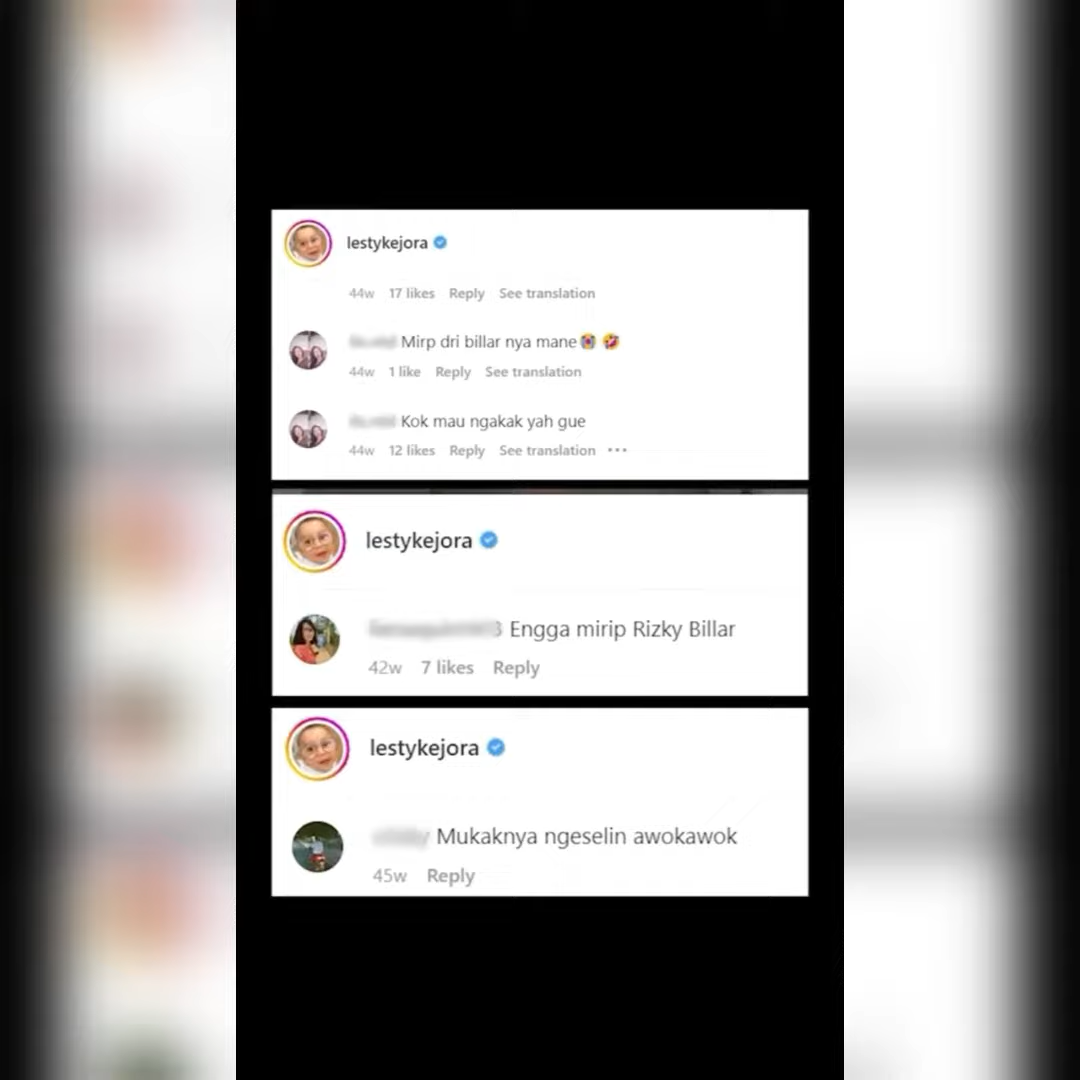 lestykejora
44w 17 likes Reply See translation
Mirp dri billar nya mane😭🤣
44w 1 like Reply See translation
Kok mau ngakak yah gue
44w 12 likes Reply See translation ...
lestykejora
Engga mirip Rizky Billar
42w 7 likes Reply
lestykejora
Mukaknya ngeselin awokawok
45w Reply